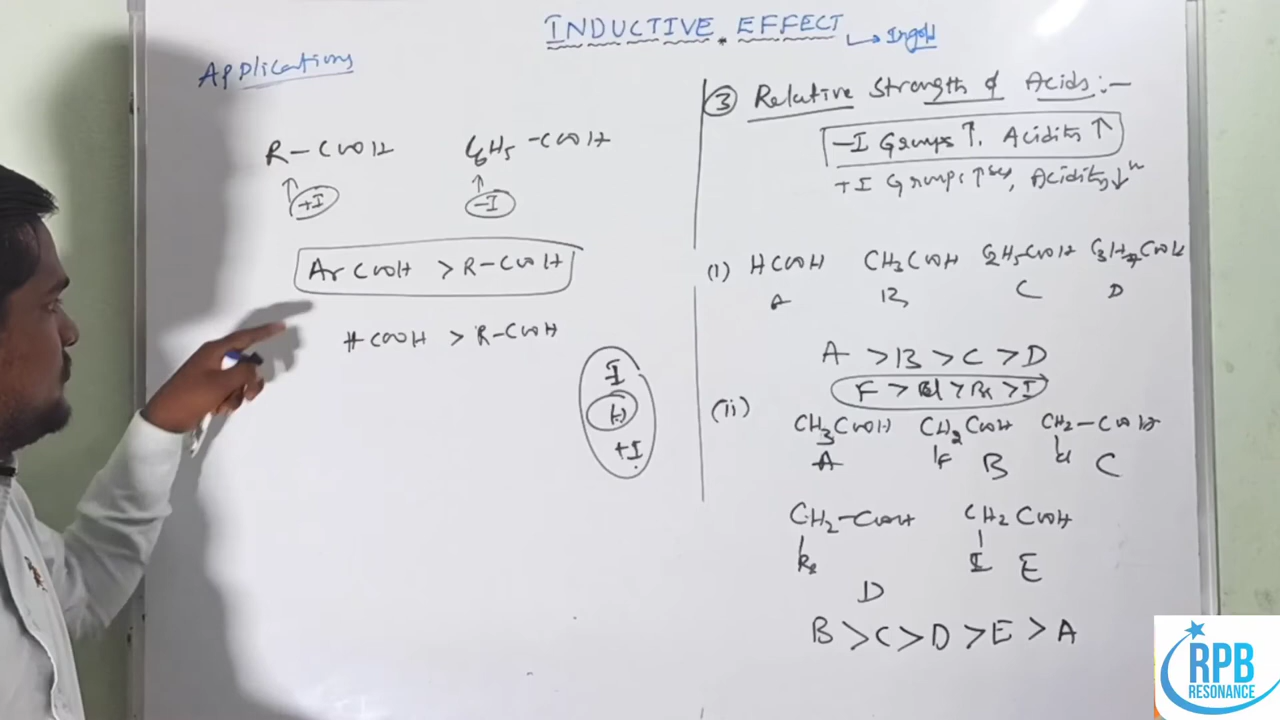 INDUCTIVE EFFECT → Ingold
Applications
R-COOH C6H5-COOH
+I -I
Ar COOH > R-COOH
H COOH > R-COOH
-I
H
+I
③ Relative Strength of Acids:-
-I Groups ↑, Acidity ↑
+I Groups ↑ses, Acidity ↓
(i) HCOOH CH3COOH C2H5COOH C3H7COOH
A B C D
A > B > C > D
F > Cl > Br > I
(ii) CH3COOH CH2COOH CH2-COOH
A F B Cl C
CH2-COOH CH2COOH
Br I E
D
B > C > D > E > A
RPB
RESONANCE